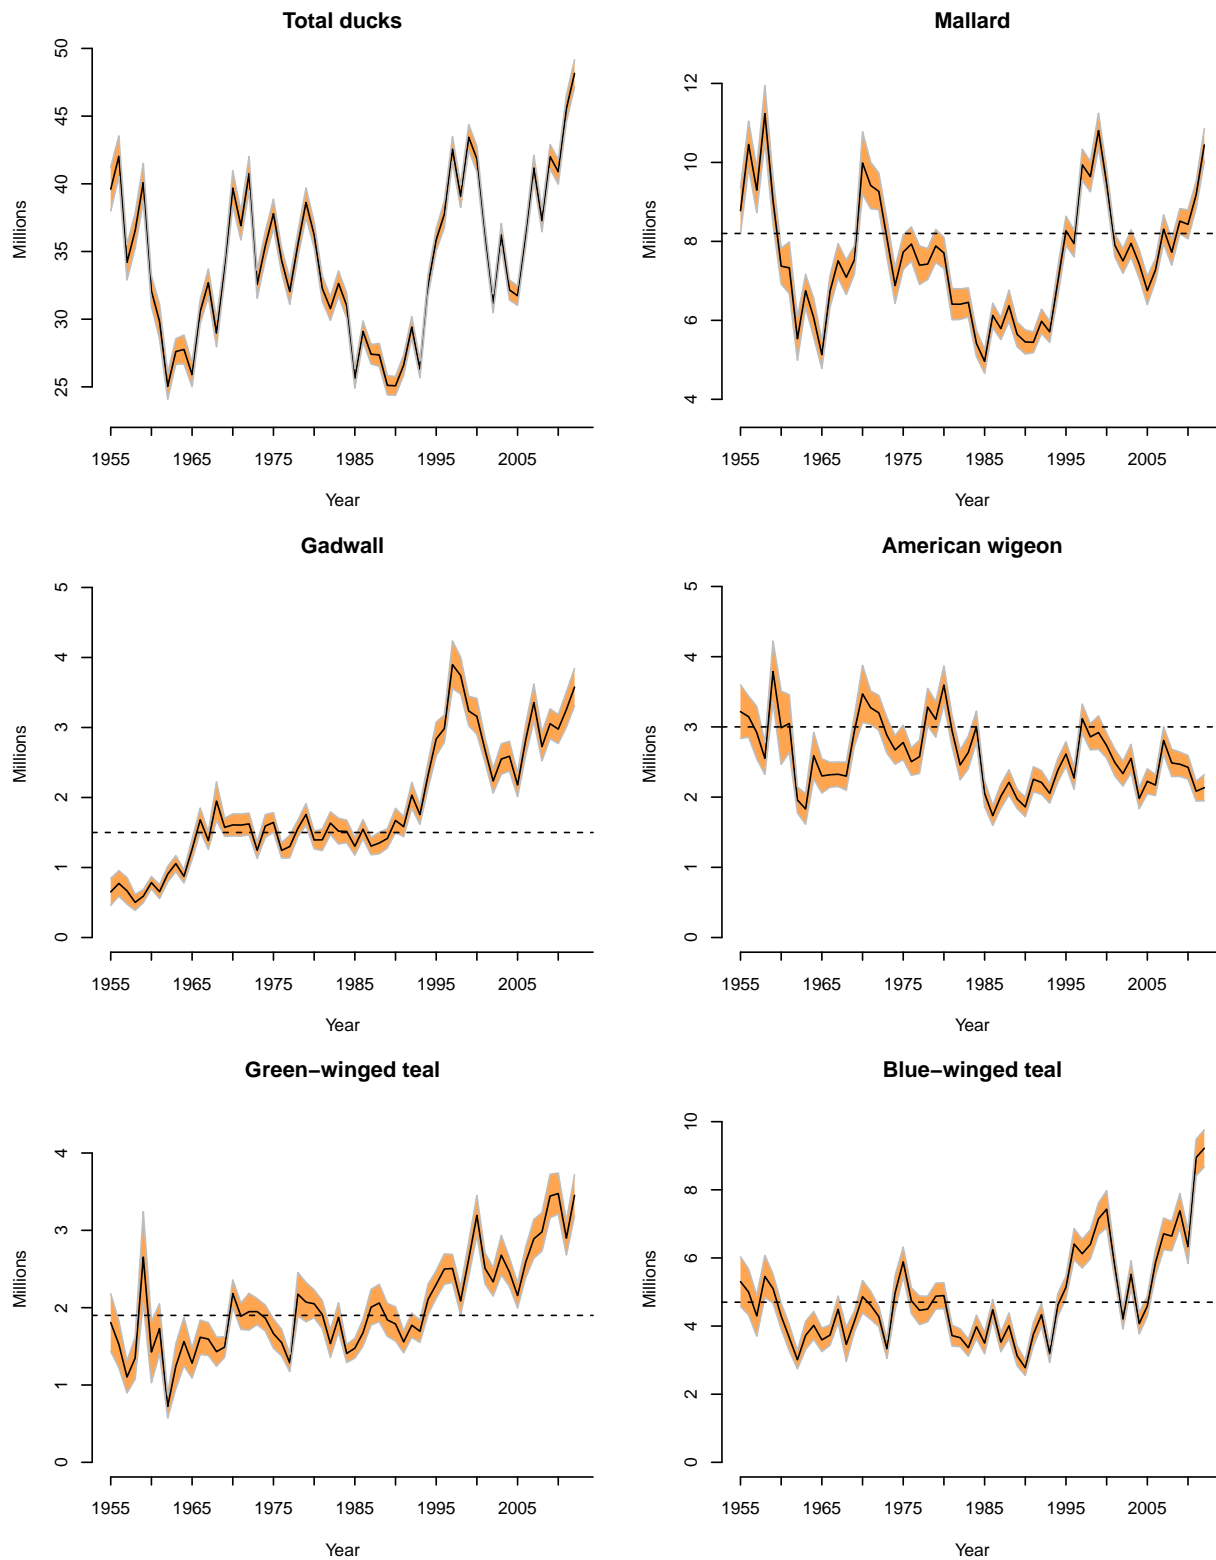 Total ducks
50
45
40
35
30
25
Millions
1955 1965 1975 1985 1995 2005
Year
Mallard
12
10
8
6
4
Millions
1955 1965 1975 1985 1995 2005
Year
Gadwall
5
4
3
2
1
0
Millions
1955 1965 1975 1985 1995 2005
Year
American wigeon
5
4
3
2
1
0
Millions
1955 1965 1975 1985 1995 2005
Year
Green−winged teal
4
3
2
1
0
Millions
1955 1965 1975 1985 1995 2005
Year
Blue−winged teal
10
8
6
4
2
0
Millions
1955 1965 1975 1985 1995 2005
Year